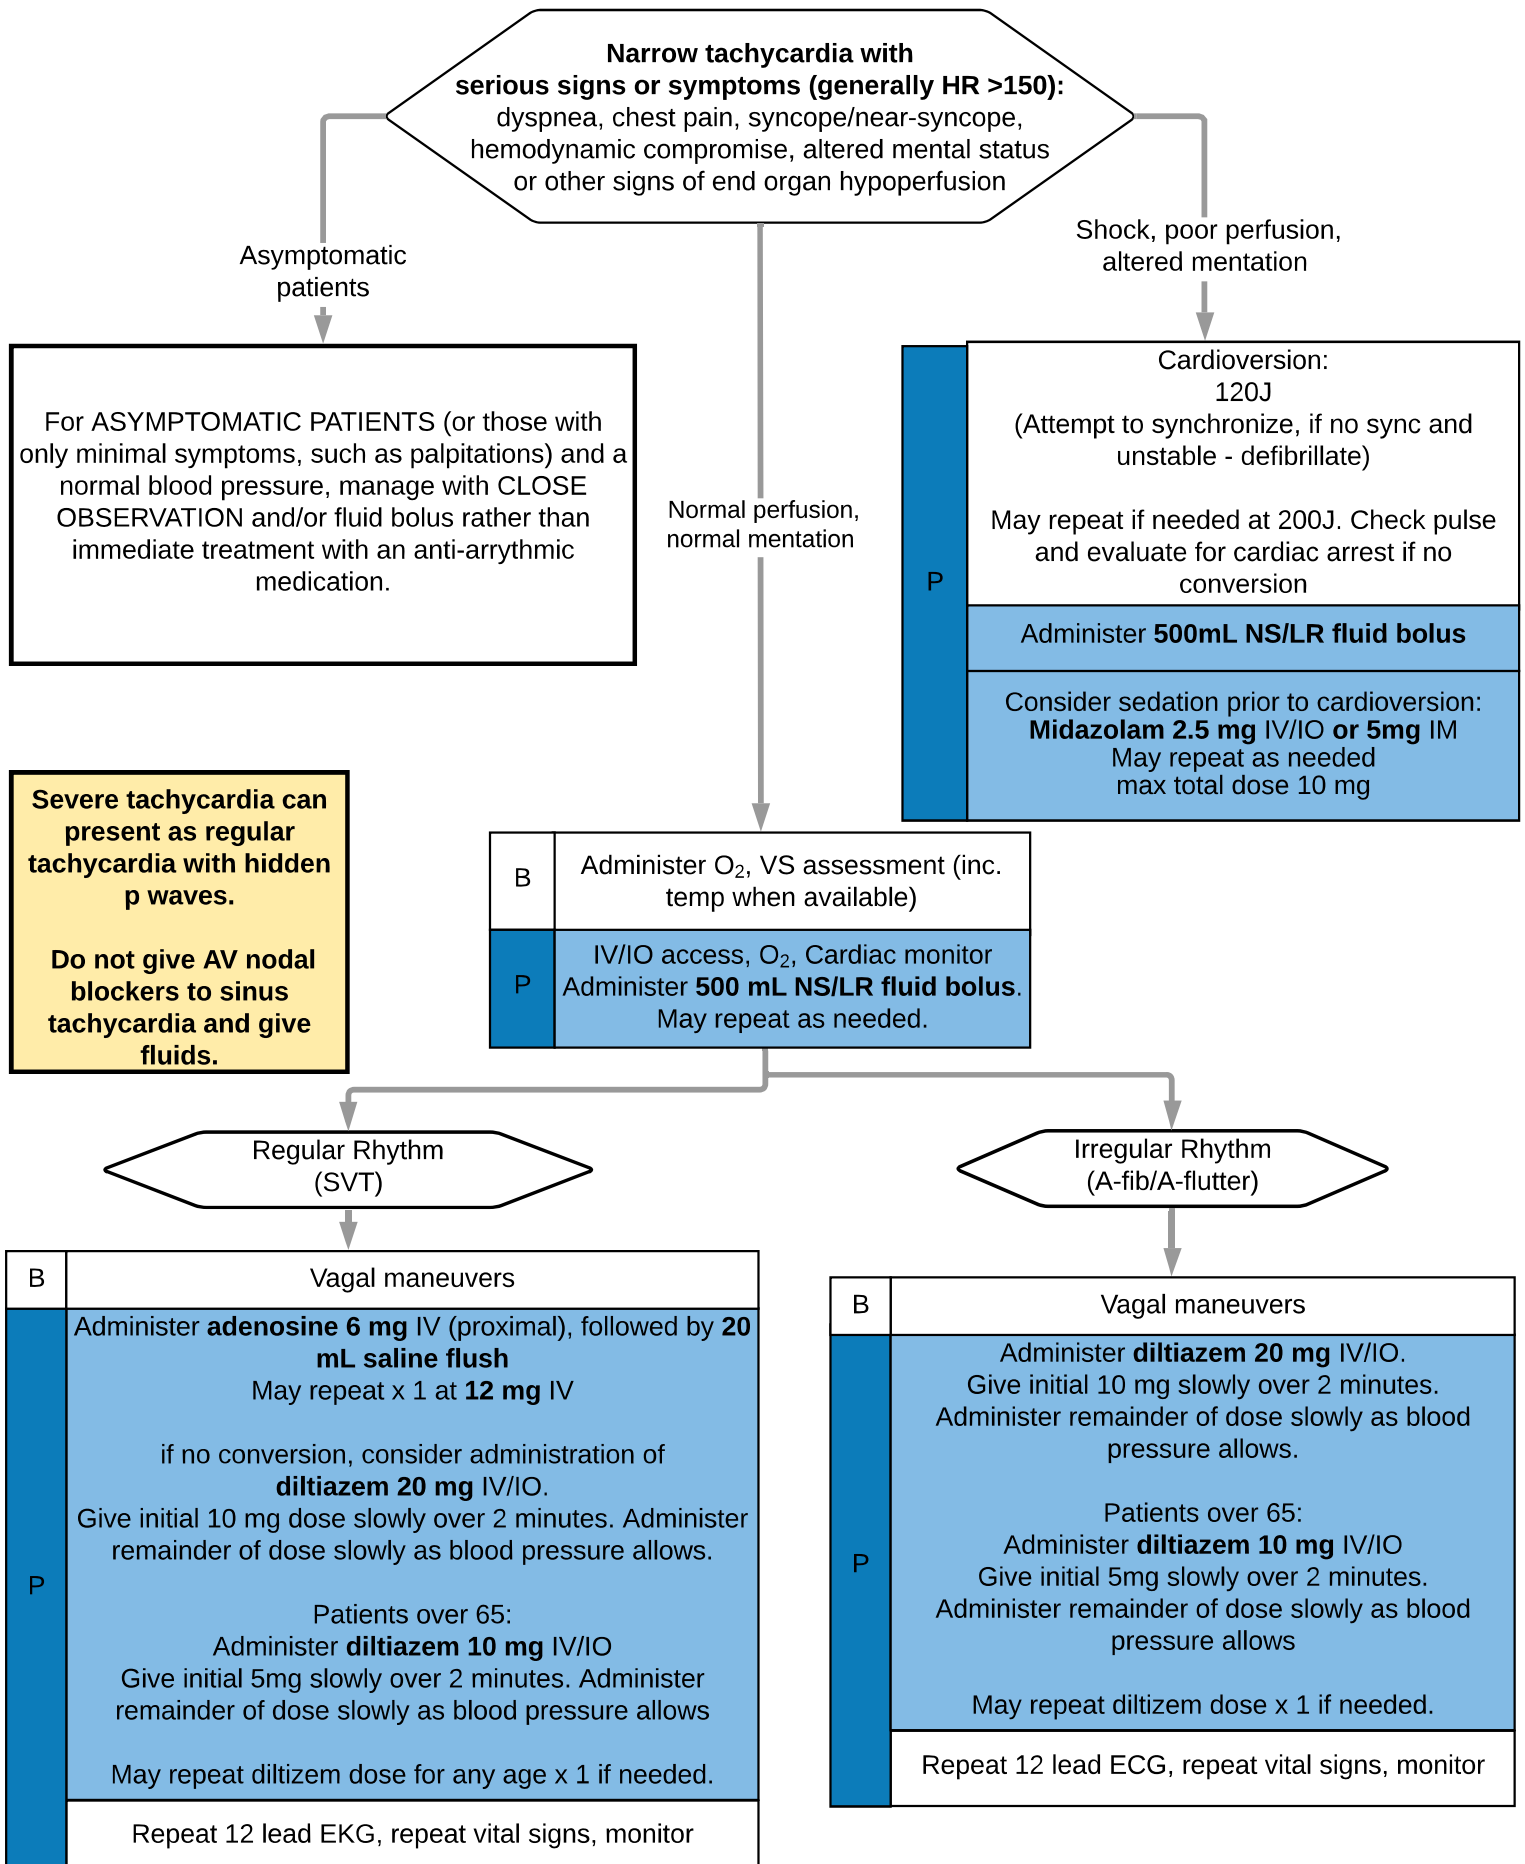 Narrow tachycardia with
serious signs or symptoms (generally HR >150):
dyspnea, chest pain, syncope/near-syncope,
hemodynamic compromise, altered mental status
or other signs of end organ hypoperfusion
Asymptomatic
patients
Shock, poor perfusion,
altered mentation
Normal perfusion,
normal mentation
For ASYMPTOMATIC PATIENTS (or those with
only minimal symptoms, such as palpitations) and a
normal blood pressure, manage with CLOSE
OBSERVATION and/or fluid bolus rather than
immediate treatment with an anti-arrythmic
medication.
P
Cardioversion:
120J
(Attempt to synchronize, if no sync and
unstable - defibrillate)
May repeat if needed at 200J. Check pulse
and evaluate for cardiac arrest if no
conversion
Administer 500mL NS/LR fluid bolus
Consider sedation prior to cardioversion:
Midazolam 2.5 mg IV/IO or 5mg IM
May repeat as needed
max total dose 10 mg
Severe tachycardia can
present as regular
tachycardia with hidden
p waves.
Do not give AV nodal
blockers to sinus
tachycardia and give
fluids.
B
Administer O₂, VS assessment (inc.
temp when available)
P
IV/IO access, O₂, Cardiac monitor
Administer 500 mL NS/LR fluid bolus.
May repeat as needed.
Regular Rhythm
(SVT)
B
Vagal maneuvers
P
Administer adenosine 6 mg IV (proximal), followed by 20
mL saline flush
May repeat x 1 at 12 mg IV
if no conversion, consider administration of
diltiazem 20 mg IV/IO.
Give initial 10 mg dose slowly over 2 minutes. Administer
remainder of dose slowly as blood pressure allows.
Patients over 65:
Administer diltiazem 10 mg IV/IO
Give initial 5mg slowly over 2 minutes. Administer
remainder of dose slowly as blood pressure allows
May repeat diltizem dose for any age x 1 if needed.
Repeat 12 lead EKG, repeat vital signs, monitor
Irregular Rhythm
(A-fib/A-flutter)
B
Vagal maneuvers
P
Administer diltiazem 20 mg IV/IO.
Give initial 10 mg slowly over 2 minutes.
Administer remainder of dose slowly as blood
pressure allows.
Patients over 65:
Administer diltiazem 10 mg IV/IO
Give initial 5mg slowly over 2 minutes.
Administer remainder of dose slowly as blood
pressure allows
May repeat diltizem dose x 1 if needed.
Repeat 12 lead ECG, repeat vital signs, monitor